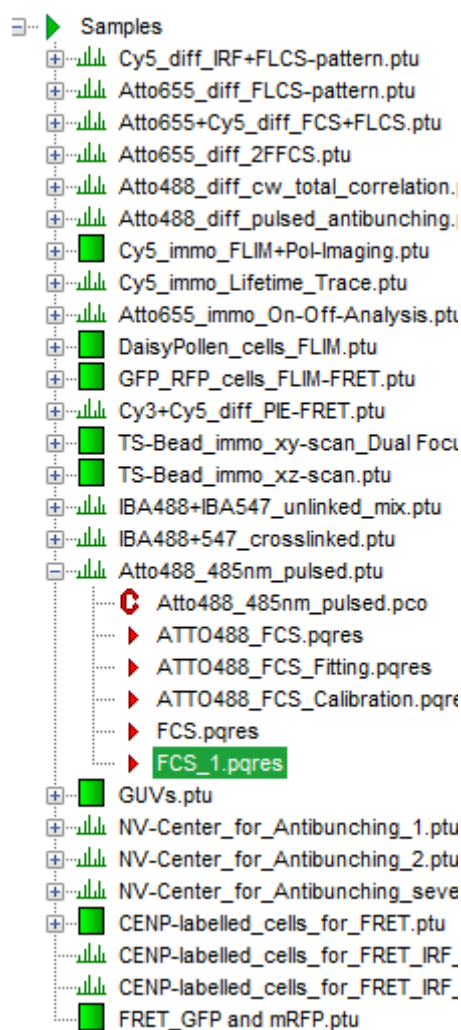 Samples
Cy5_diff_IRF+FLCS-pattern.ptu
Atto655_diff_FLCS-pattern.ptu
Atto655+Cy5_diff_FCS+FLCS.ptu
Atto655_diff_2FFCS.ptu
Atto488_diff_cw_total_correlation.
Atto488_diff_pulsed_antibunching.
Cy5_immo_FLIM+Pol-Imaging.ptu
Cy5_immo_Lifetime_Trace.ptu
Atto655_immo_On-Off-Analysis.ptu
DaisyPollen_cells_FLIM.ptu
GFP_RFP_cells_FLIM-FRET.ptu
Cy3+Cy5_diff_PIE-FRET.ptu
TS-Bead_immo_xy-scan_Dual Focu
TS-Bead_immo_xz-scan.ptu
IBA488+IBA547_unlinked_mix.ptu
IBA488+547_crosslinked.ptu
Atto488_485nm_pulsed.ptu
Atto488_485nm_pulsed.pco
ATTO488_FCS.pqres
ATTO488_FCS_Fitting.pqres
ATTO488_FCS_Calibration.pqre
FCS.pqres
FCS_1.pqres
GUVs.ptu
NV-Center_for_Antibunching_1.ptu
NV-Center_for_Antibunching_2.ptu
NV-Center_for_Antibunching_seve
CENP-labelled_cells_for_FRET.ptu
CENP-labelled_cells_for_FRET_IRF_
CENP-labelled_cells_for_FRET_IRF_
FRET_GFP and mRFP.ptu